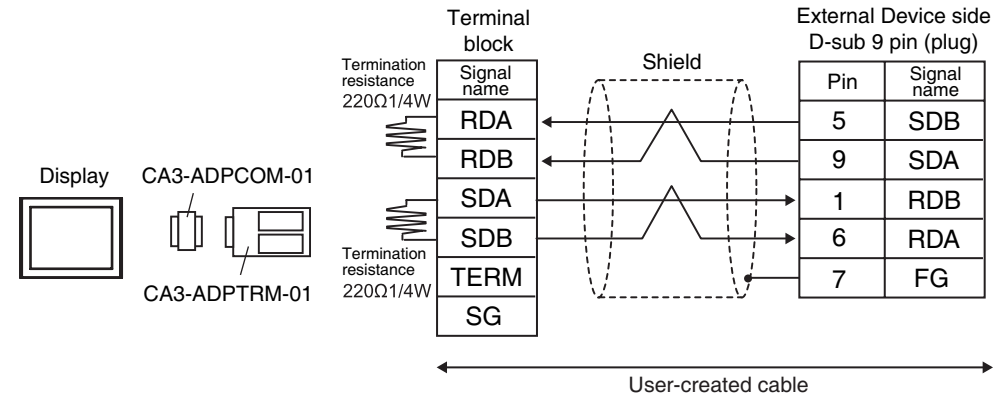 Display
CA3-ADPCOM-01
CA3-ADPTRM-01
Termination
resistance
220Ω1/4W
Termination
resistance
220Ω1/4W
Terminal
block
Signal
name
RDA
RDB
SDA
SDB
TERM
SG
Shield
External Device side
D-sub 9 pin (plug)
Pin Signal
name
5 SDB
9 SDA
1 RDB
6 RDA
7 FG
User-created cable